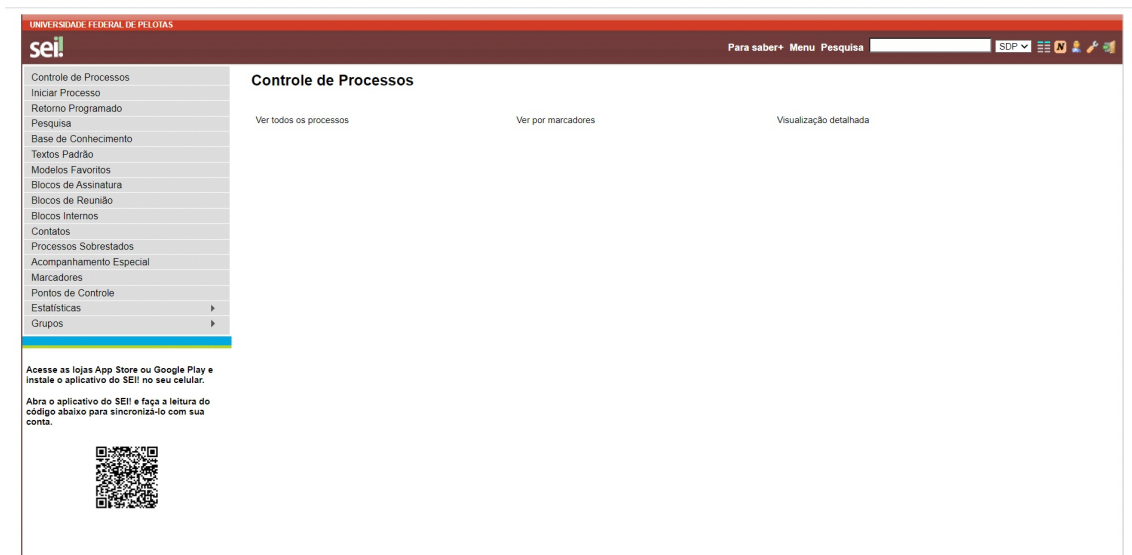 UNIVERSIDADE FEDERAL DE PELOTAS
sei!
Para saber+ Menu Pesquisa SDP N
Controle de Processos
Iniciar Processo
Retorno Programado
Pesquisa
Base de Conhecimento
Textos Padrão
Modelos Favoritos
Blocos de Assinatura
Blocos de Reunião
Blocos Internos
Contatos
Processos Sobrestados
Acompanhamento Especial
Marcadores
Pontos de Controle
Estatísticas
Grupos
Acesse as lojas App Store ou Google Play e
instale o aplicativo do SEI! no seu celular.
Abra o aplicativo do SEI! e faça a leitura do
código abaixo para sincronizá-lo com sua
conta.
Controle de Processos
Ver todos os processos Ver por marcadores Visualização detalhada